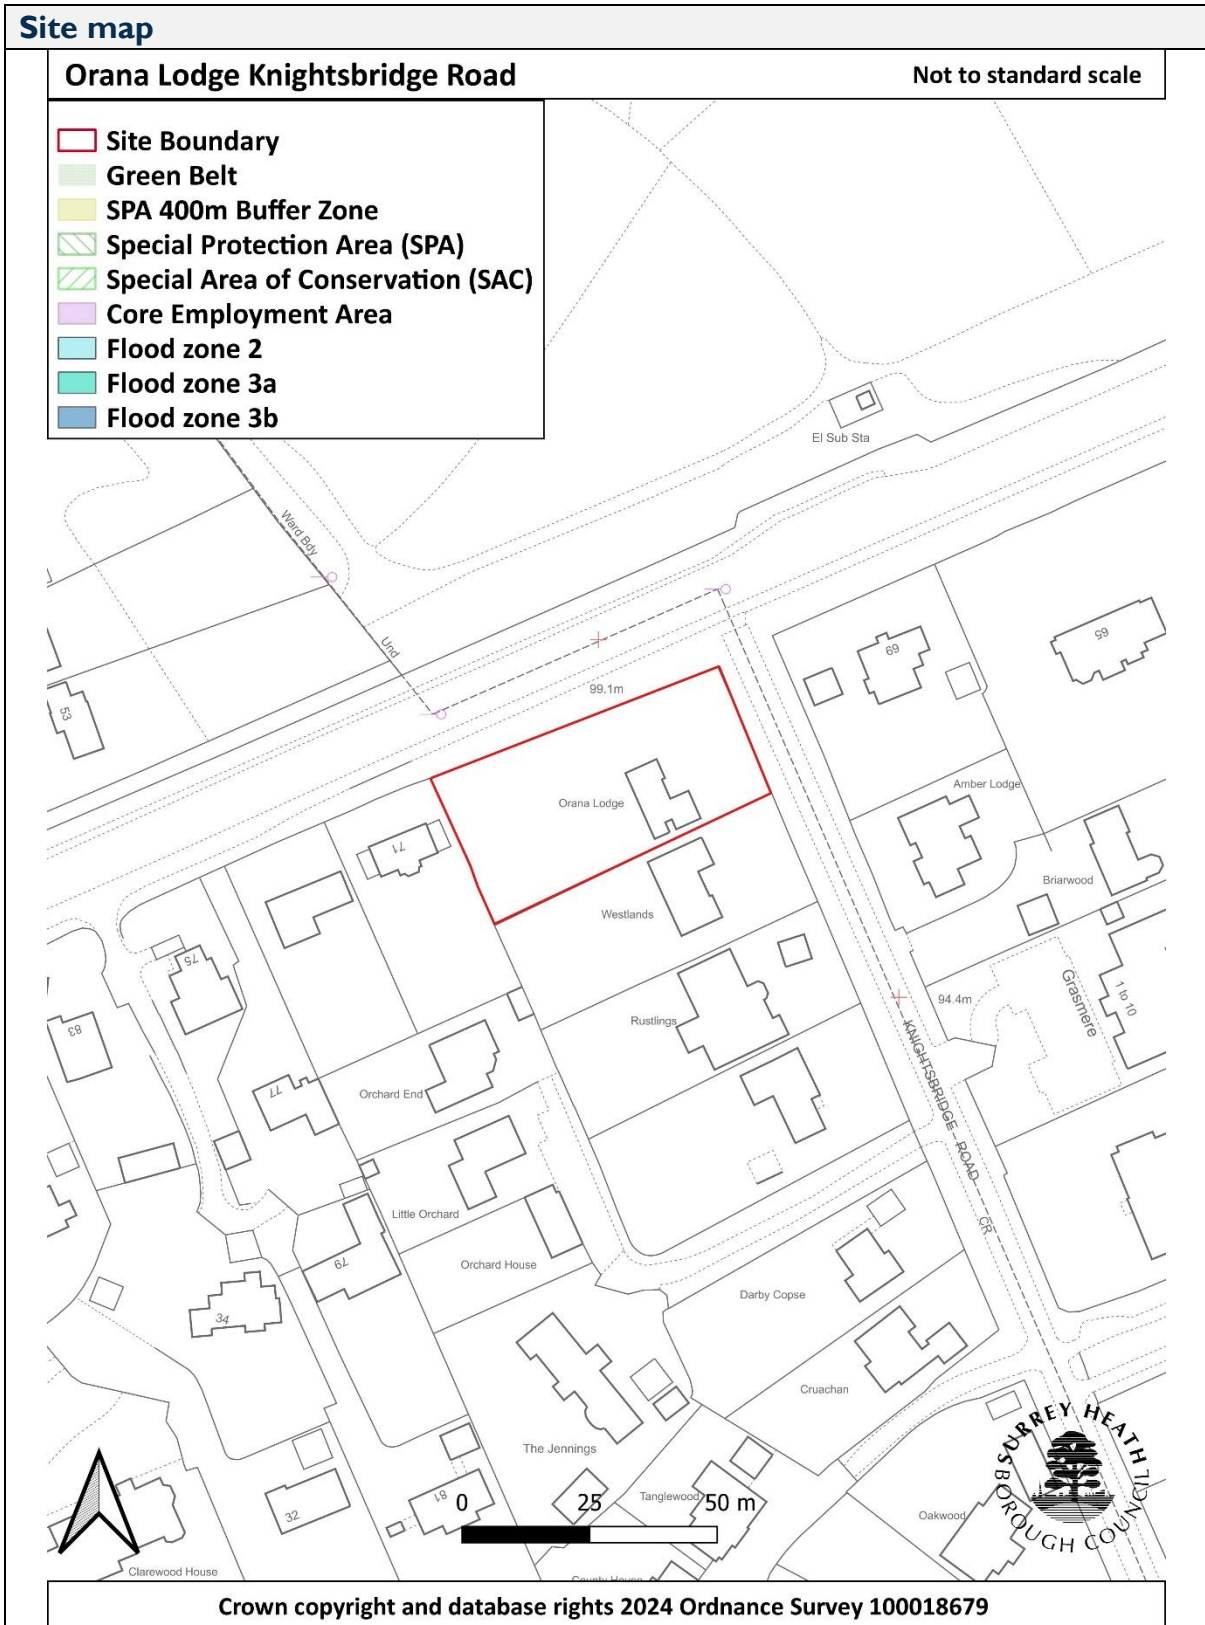 Site map
Orana Lodge Knightsbridge Road
Not to standard scale
Site Boundary
Green Belt
SPA 400m Buffer Zone
Special Protection Area (SPA)
Special Area of Conservation (SAC)
Core Employment Area
Flood zone 2
Flood zone 3a
Flood zone 3b
El Sub Sta
Ward Bdy
Und
99.1m
69
65
53
Orana Lodge
Amber Lodge
71
Briarwood
Westlands
75
Rustlings
94.4m
Grasmere
1 to 10
83
77
Orchard End
KNIGHTSBRIDGE ROAD
CR
Little Orchard
79
Orchard House
34
Darby Copse
Cruachan
The Jennings
81
32
Tanglewood
Oakwood
Clarewood House
County House
0 25 50 m
SURREY HEATH
BOROUGH COUNCIL
Crown copyright and database rights 2024 Ordnance Survey 100018679